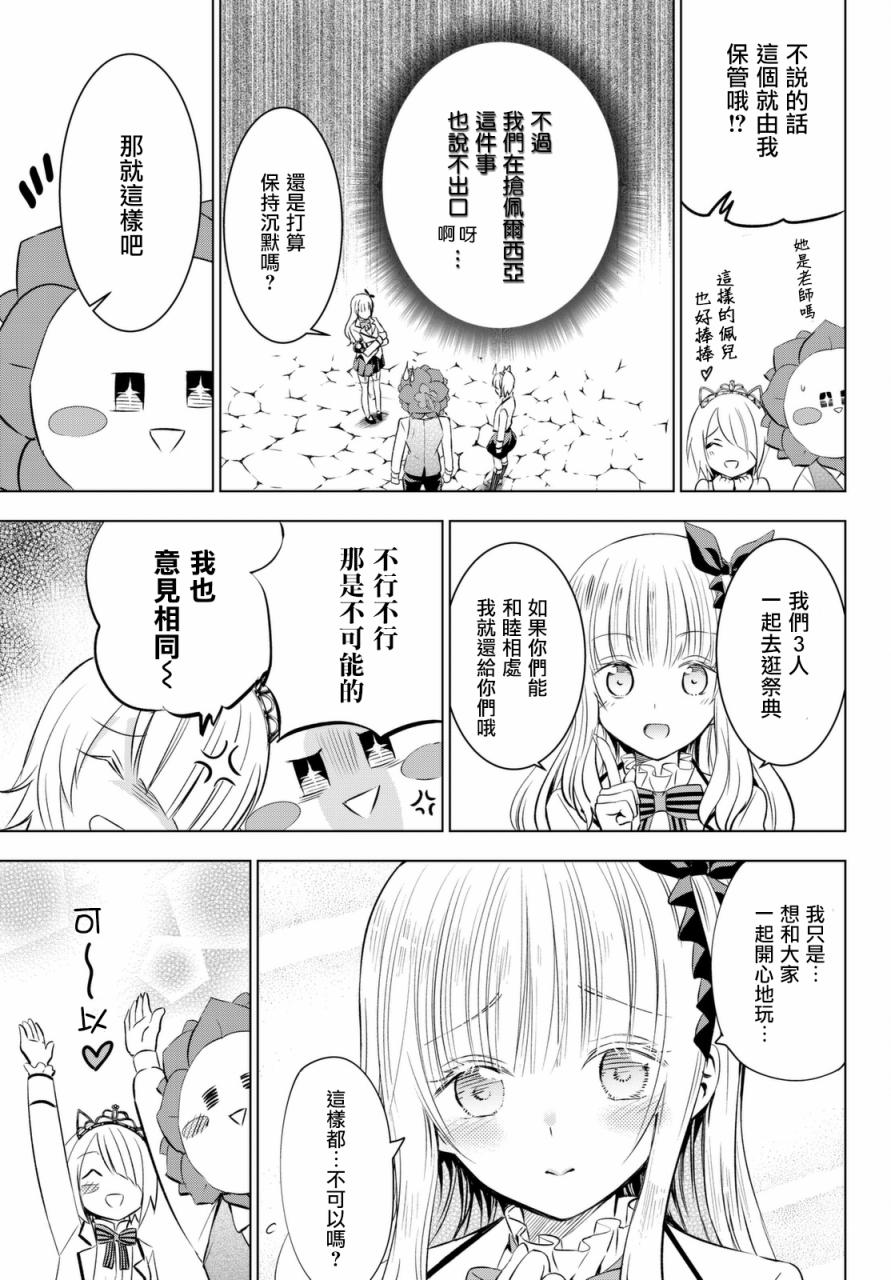 不説的話
這個就由我
保管哦!?
她是老師嗎
這樣的佩兒
也好捧捧♡
不過
我們在搶佩爾西亞
這件事
也說不出口
呀
啊…
還是打算
保持沉默嗎?
那就這樣吧
我們3人
一起去逛祭典
如果你們能
和睦相處
我就還給你們哦
不行不行
那是不可能的
我也
意見相同~
我只是…
想和大家
一起開心地玩…
這樣都…不可以嗎?
可~以♥